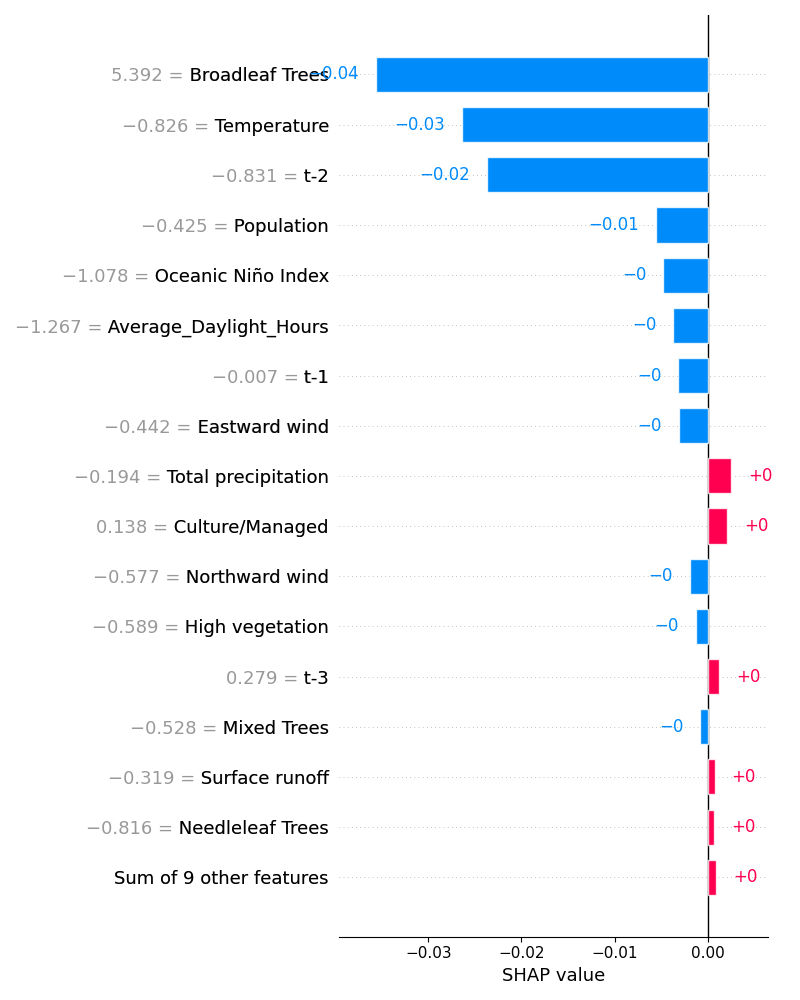 5.392 = Broadleaf Trees −0.04
−0.826 = Temperature −0.03
−0.831 = t-2 −0.02
−0.425 = Population −0.01
−1.078 = Oceanic Niño Index −0
−1.267 = Average_Daylight_Hours −0
−0.007 = t-1 −0
−0.442 = Eastward wind −0
−0.194 = Total precipitation +0
0.138 = Culture/Managed +0
−0.577 = Northward wind −0
−0.589 = High vegetation −0
0.279 = t-3 +0
−0.528 = Mixed Trees −0
−0.319 = Surface runoff +0
−0.816 = Needleleaf Trees +0
Sum of 9 other features +0
−0.03 −0.02 −0.01 0.00
SHAP value